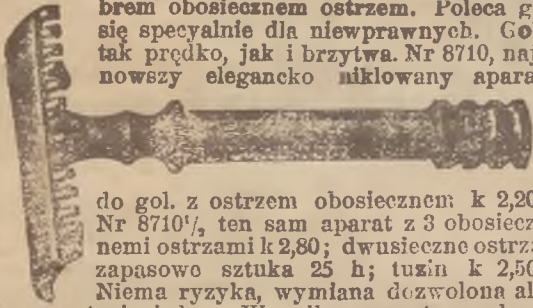 brem obosiecznem ostrzem. Poleca g
się specyalnie dla niewprawnych. Go
tak prędko, jak i brzytwa. Nr 8710, naj
nowszy elegancko niklowany apara
do gol. z ostrzem obosiecznem k 2,20
Nr 8710¹/₂ ten sam aparat z 3 obosiecz
nemi ostrzami k 2,80; dwusieczne ostrza
zapasowe sztuka 25 h; tuzin k 2,50
Niema ryzyka, wymiana dozwolona al